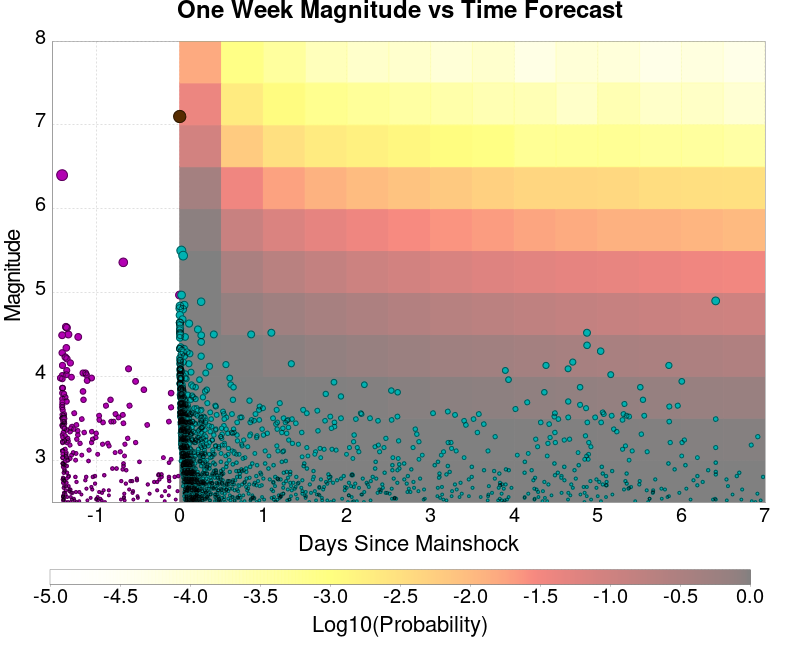 One Week Magnitude vs Time Forecast
8
7
6
5
4
3
Magnitude
-1 0 1 2 3 4 5 6 7
Days Since Mainshock
-5.0 -4.5 -4.0 -3.5 -3.0 -2.5 -2.0 -1.5 -1.0 -0.5 0.0
Log10(Probability)